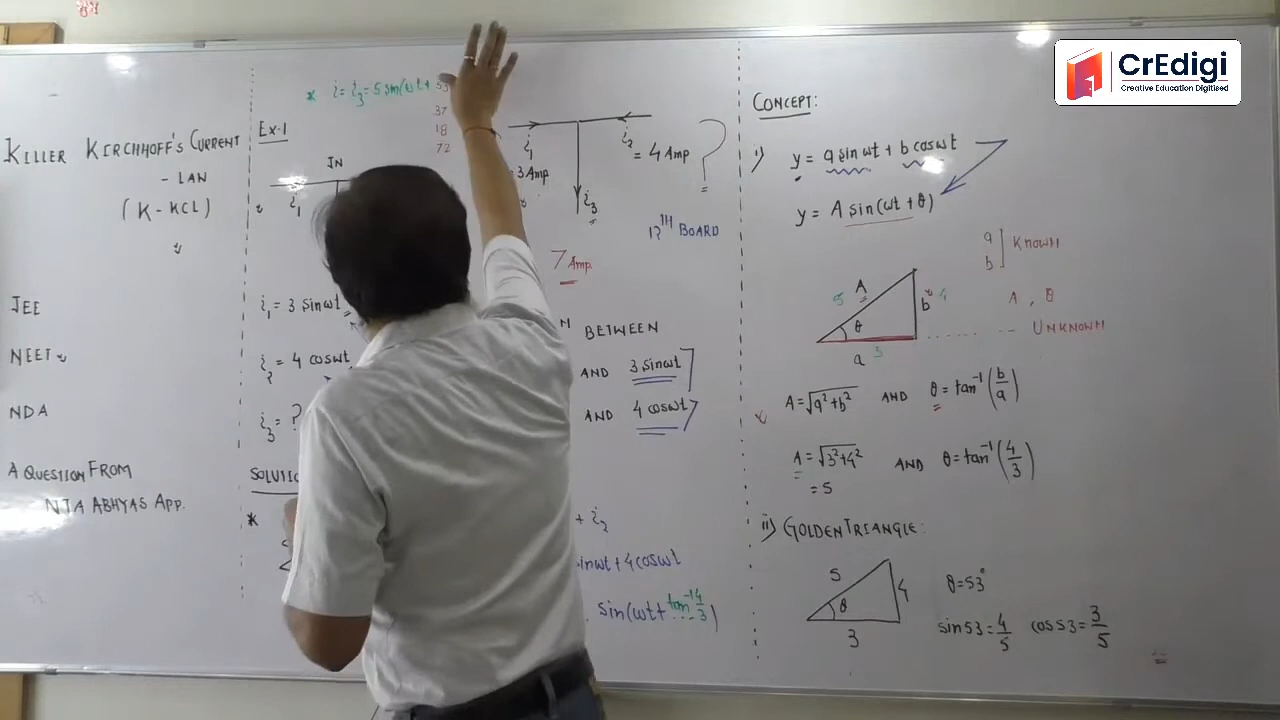 CrEdigi
Creative Education Digitised
KILLER KIRCHHOFF'S CURRENT
- LAW
(K-KCL)
JEE
NEET
NDA
A QUESTION FROM
NTA ABHYAS APP.
Ex-1
* i = i₃ = 5 sin(ωt +
53
37
18
72
IN
i₁
i₁ = 3 sinωt
i₂ = 4 cosωt
i₃ = ?
*
i₁
= 3 Amp
i₂
= 4 Amp
?
i₃
12TH BOARD
7 Amp.
BETWEEN
AND 3 sinωt
AND 4 cosωt
+ i₂
sinωt + 4 cosωt
sin(ωt + tan⁻¹ 4/3)
CONCEPT:
i) y = a sin ωt + b cos ωt
y = A sin(ωt + θ)
a
b
KNOWN
A, θ
UNKNOWN
5 A
b 4
θ
a 3
A = √a²+b² AND θ = tan⁻¹(b/a)
A = √3²+4² AND θ = tan⁻¹(4/3)
= 5
ii) GOLDEN TRIANGLE:
5
4
θ
3
θ = 53°
sin53 = 4/5 cos53 = 3/5